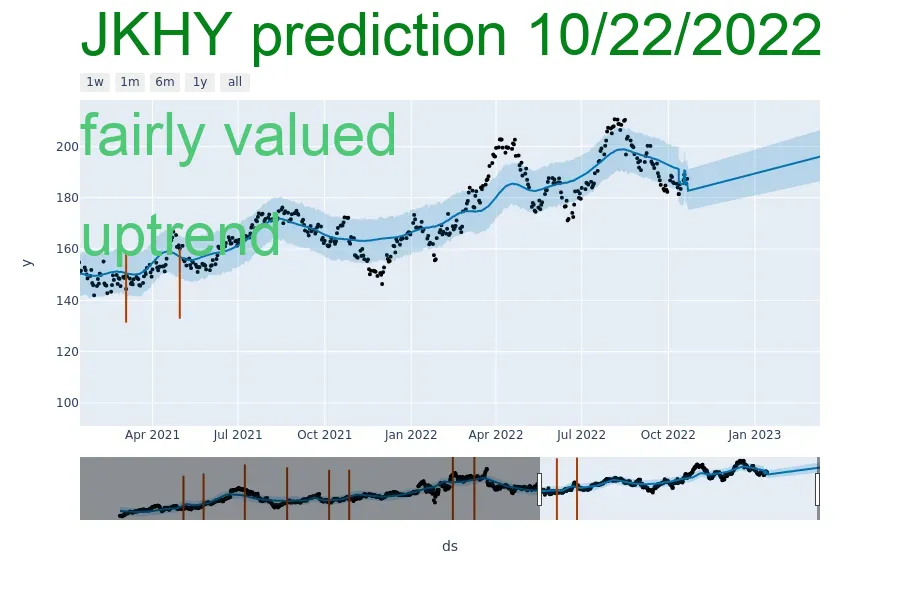 JKHY prediction 10/22/2022
1w 1m 6m 1y all
fairly valued
200
180
uptrend
160
y
140
120
100
Apr 2021 Jul 2021 Oct 2021 Jan 2022 Apr 2022 Jul 2022 Oct 2022 Jan 2023
ds